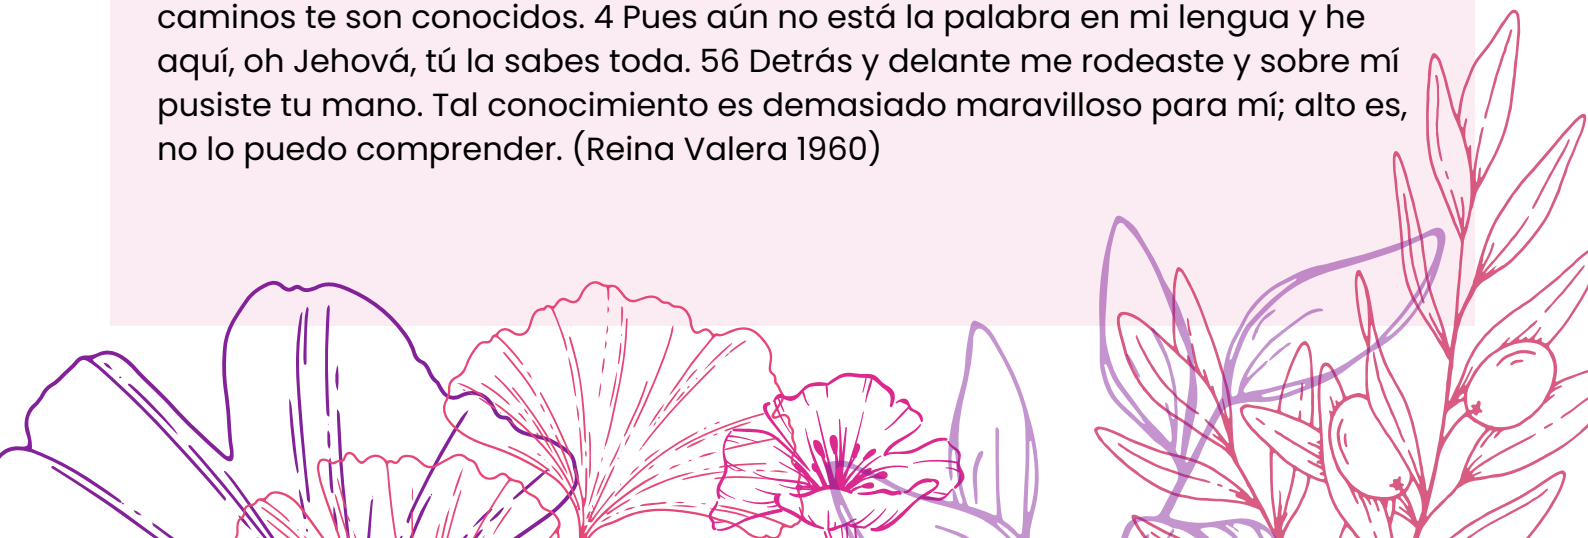 caminos te son conocidos. 4 Pues aún no está la palabra en mi lengua y he
aquí, oh Jehová, tú la sabes toda. 56 Detrás y delante me rodeaste y sobre mí
pusiste tu mano. Tal conocimiento es demasiado maravilloso para mí; alto es,
no lo puedo comprender. (Reina Valera 1960)